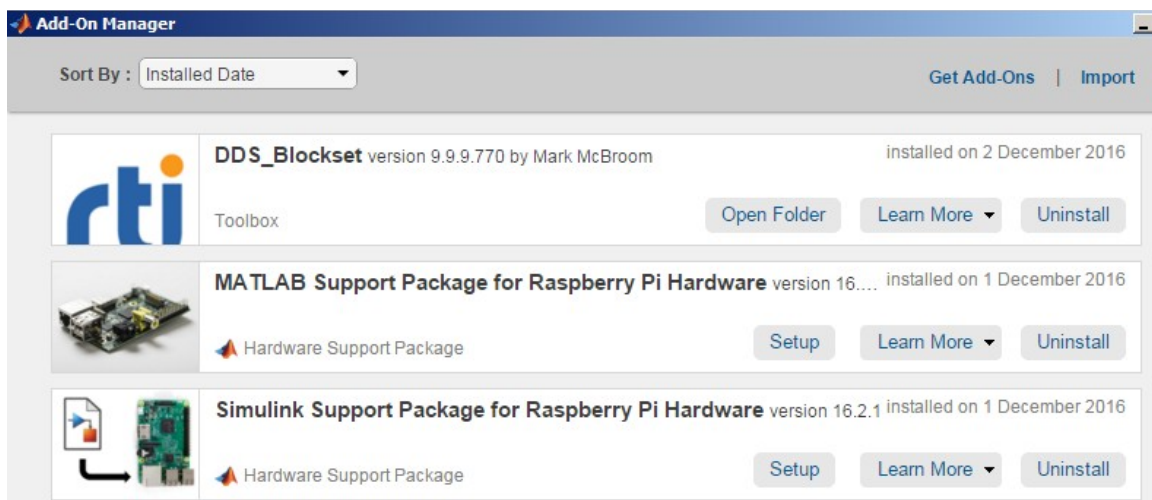 Add-On Manager
Sort By : Installed Date
Get Add-Ons | Import
rti
DDS_Blockset version 9.9.9.770 by Mark McBroom
installed on 2 December 2016
Toolbox
Open Folder
Learn More
Uninstall
MATLAB Support Package for Raspberry Pi Hardware version 16....
installed on 1 December 2016
Hardware Support Package
Setup
Learn More
Uninstall
Simulink Support Package for Raspberry Pi Hardware version 16.2.1
installed on 1 December 2016
Hardware Support Package
Setup
Learn More
Uninstall